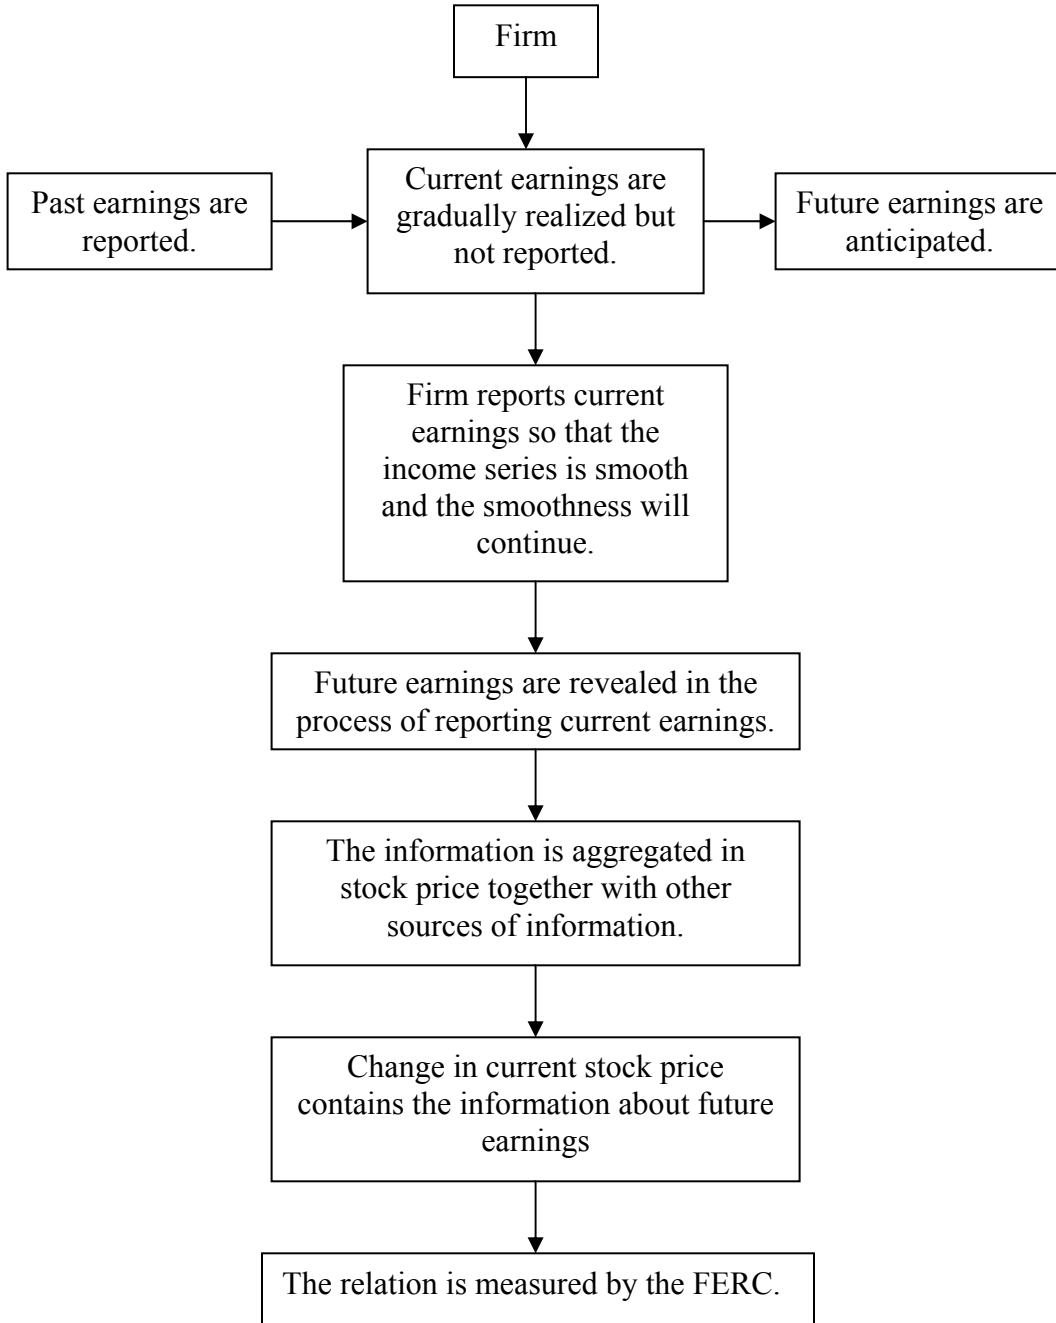 Firm
Past earnings are
reported.
Current earnings are
gradually realized but
not reported.
Future earnings are
anticipated.
Firm reports current
earnings so that the
income series is smooth
and the smoothness will
continue.
Future earnings are revealed in the
process of reporting current earnings.
The information is aggregated in
stock price together with other
sources of information.
Change in current stock price
contains the information about future
earnings
The relation is measured by the FERC.